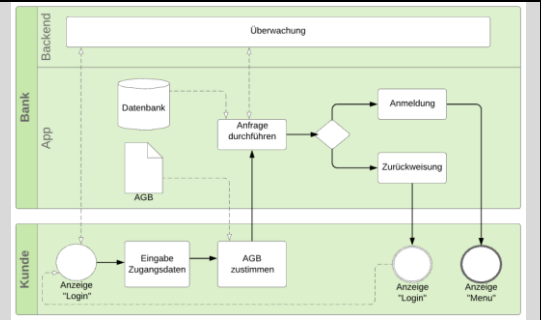 Bank
Backend
Überwachung
App
Datenbank
AGB
Anfrage
durchführen
Anmeldung
Zurückweisung
Kunde
Anzeige
"Login"
Eingabe
Zugangsdaten
AGB
zustimmen
Anzeige
"Login"
Anzeige
"Menu"